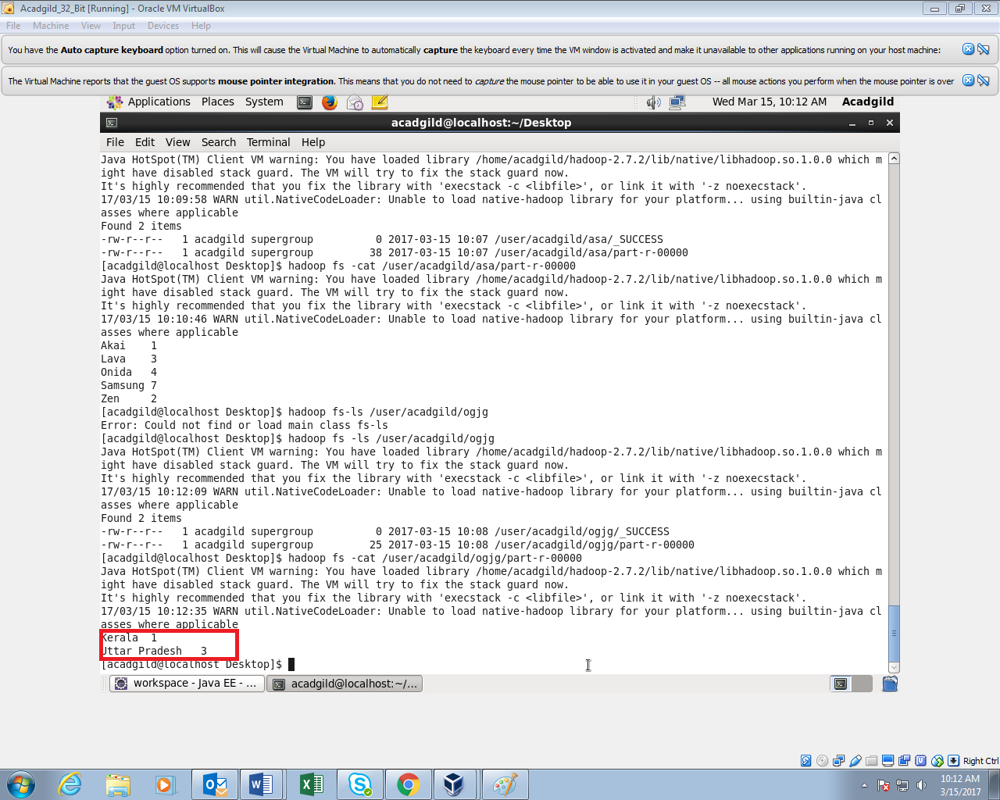 Acadgild_32_Bit [Running] - Oracle VM VirtualBox
File Machine View Input Devices Help
You have the Auto capture keyboard option turned on. This will cause the Virtual Machine to automatically capture the keyboard every time the VM window is activated and make it unavailable to other applications running on your host machine:
The Virtual Machine reports that the guest OS supports mouse pointer integration. This means that you do not need to capture the mouse pointer to be able to use it in your guest OS -- all mouse actions you perform when the mouse pointer is over
Applications Places System Wed Mar 15, 10:12 AM Acadgild
acadgild@localhost:~/Desktop
File Edit View Search Terminal Help
Java HotSpot(TM) Client VM warning: You have loaded library /home/acadgild/hadoop-2.7.2/lib/native/libhadoop.so.1.0.0 which m
ight have disabled stack guard. The VM will try to fix the stack guard now.
It's highly recommended that you fix the library with 'execstack -c <libfile>', or link it with '-z noexecstack'.
17/03/15 10:09:58 WARN util.NativeCodeLoader: Unable to load native-hadoop library for your platform... using builtin-java cl
asses where applicable
Found 2 items
-rw-r--r-- 1 acadgild supergroup 0 2017-03-15 10:07 /user/acadgild/asa/_SUCCESS
-rw-r--r-- 1 acadgild supergroup 38 2017-03-15 10:07 /user/acadgild/asa/part-r-00000
[acadgild@localhost Desktop]$ hadoop fs -cat /user/acadgild/asa/part-r-00000
Java HotSpot(TM) Client VM warning: You have loaded library /home/acadgild/hadoop-2.7.2/lib/native/libhadoop.so.1.0.0 which m
ight have disabled stack guard. The VM will try to fix the stack guard now.
It's highly recommended that you fix the library with 'execstack -c <libfile>', or link it with '-z noexecstack'.
17/03/15 10:10:46 WARN util.NativeCodeLoader: Unable to load native-hadoop library for your platform... using builtin-java cl
asses where applicable
Akai 1
Lava 3
Onida 4
Samsung 7
Zen 2
[acadgild@localhost Desktop]$ hadoop fs-ls /user/acadgild/ogjg
Error: Could not find or load main class fs-ls
[acadgild@localhost Desktop]$ hadoop fs -ls /user/acadgild/ogjg
Java HotSpot(TM) Client VM warning: You have loaded library /home/acadgild/hadoop-2.7.2/lib/native/libhadoop.so.1.0.0 which m
ight have disabled stack guard. The VM will try to fix the stack guard now.
It's highly recommended that you fix the library with 'execstack -c <libfile>', or link it with '-z noexecstack'.
17/03/15 10:12:09 WARN util.NativeCodeLoader: Unable to load native-hadoop library for your platform... using builtin-java cl
asses where applicable
Found 2 items
-rw-r--r-- 1 acadgild supergroup 0 2017-03-15 10:08 /user/acadgild/ogjg/_SUCCESS
-rw-r--r-- 1 acadgild supergroup 25 2017-03-15 10:08 /user/acadgild/ogjg/part-r-00000
[acadgild@localhost Desktop]$ hadoop fs -cat /user/acadgild/ogjg/part-r-00000
Java HotSpot(TM) Client VM warning: You have loaded library /home/acadgild/hadoop-2.7.2/lib/native/libhadoop.so.1.0.0 which m
ight have disabled stack guard. The VM will try to fix the stack guard now.
It's highly recommended that you fix the library with 'execstack -c <libfile>', or link it with '-z noexecstack'.
17/03/15 10:12:35 WARN util.NativeCodeLoader: Unable to load native-hadoop library for your platform... using builtin-java cl
asses where applicable
Kerala 1
Uttar Pradesh 3
[acadgild@localhost Desktop]$
workspace - Java EE - ... acadgild@localhost:~/...
Right Ctrl
10:12 AM
3/15/2017